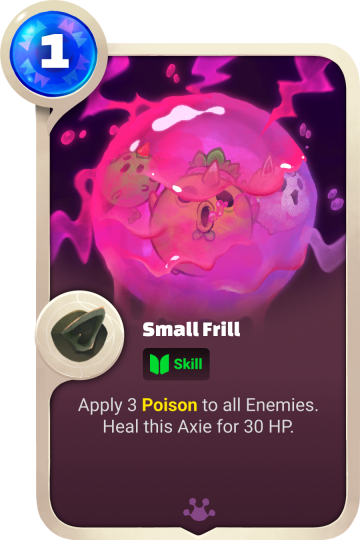 1
Small Frill
Skill
Apply 3 Poison to all Enemies.
Heal this Axie for 30 HP.